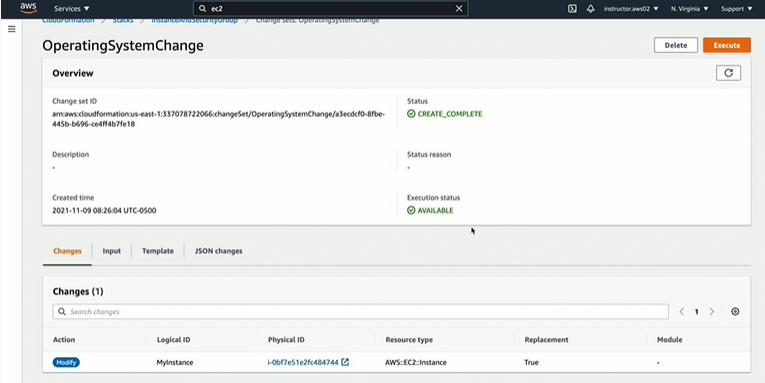 aws Services ec2 instructor.aws02 N. Virginia Support
CloudFormation Stacks InstanceAndSecurityGroup Change sets: OperatingSystemChange
OperatingSystemChange Delete Execute
Overview
Change set ID Status
arn:aws:cloudformation:us-east-1:337078722066:changeSet/OperatingSystemChange/a3ecdcf0-8fbe- CREATE_COMPLETE
445b-b696-ce4ff4b7fe18
Description Status reason
- -
Created time Execution status
2021-11-09 08:26:04 UTC-0500 AVAILABLE
Changes Input Template JSON changes
Changes (1)
Search changes 1
Action Logical ID Physical ID Resource type Replacement Module
Modify MyInstance i-0bf7e51e2fc484744 AWS::EC2::Instance True -